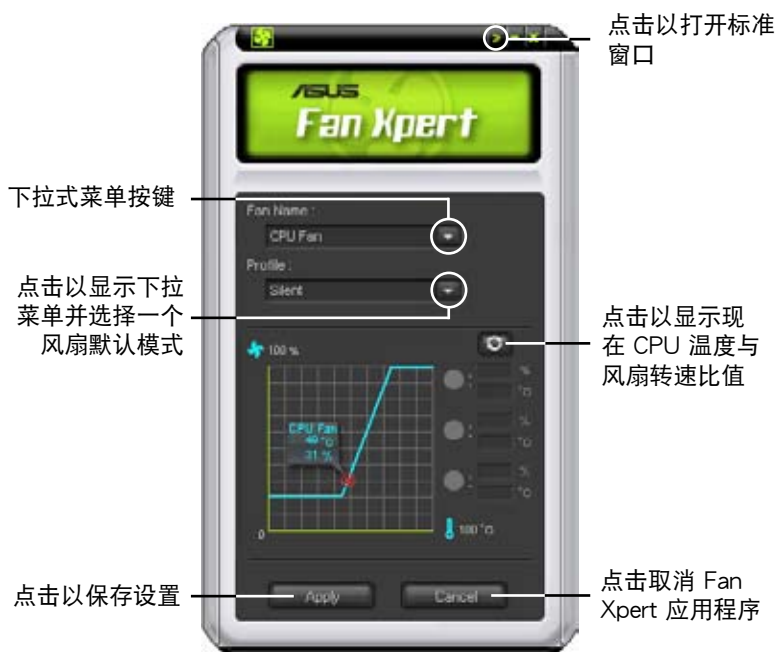 点击以打开标准
窗口
ASUS
Fan Xpert
下拉式菜单按键
Fan Name :
CPU Fan
Profile :
Silent
点击以显示下拉
菜单并选择一个
风扇默认模式
点击以显示现
在 CPU 温度与
风扇转速比值
100 %
%
°C
CPU Fan
%
°C
31 %
%
°C
0
100 °C
点击以保存设置
Apply
Cancel
点击取消 Fan
Xpert 应用程序